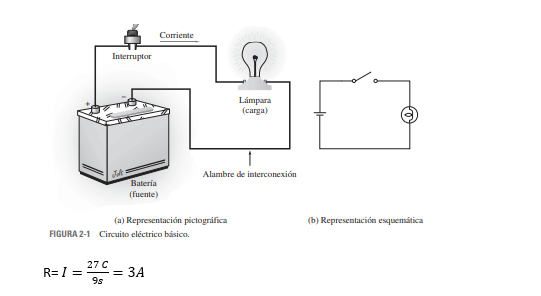 Corriente
Interruptor
+
−
Lámpara
(carga)
Alambre de interconexión
Batería
(fuente)
(a) Representación pictográfica (b) Representación esquemática
FIGURA 2-1 Circuito eléctrico básico.
R= I = 27 C / 9s = 3A